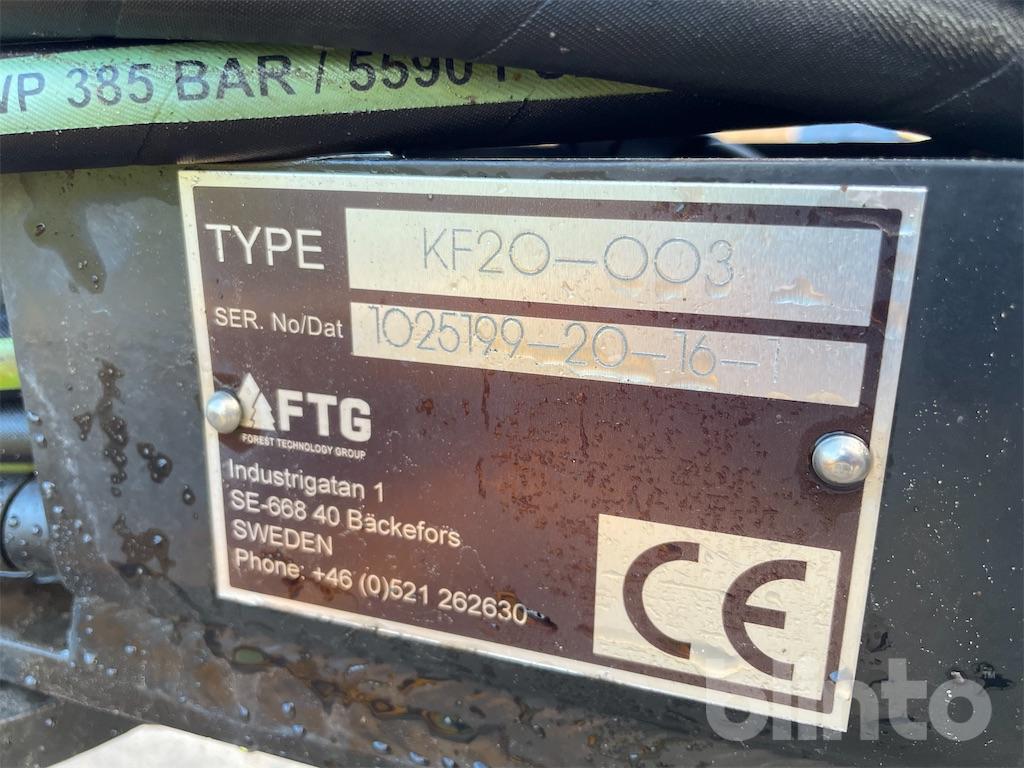 WP 385 BAR / 5590
TYPE KF20-003
SER. No/Dat 1025199-20-16-1
FTG
FOREST TECHNOLOGY GROUP
Industrigatan 1
SE-668 40 Bäckefors
SWEDEN
Phone: +46 (0)521 262630
CE
blinto